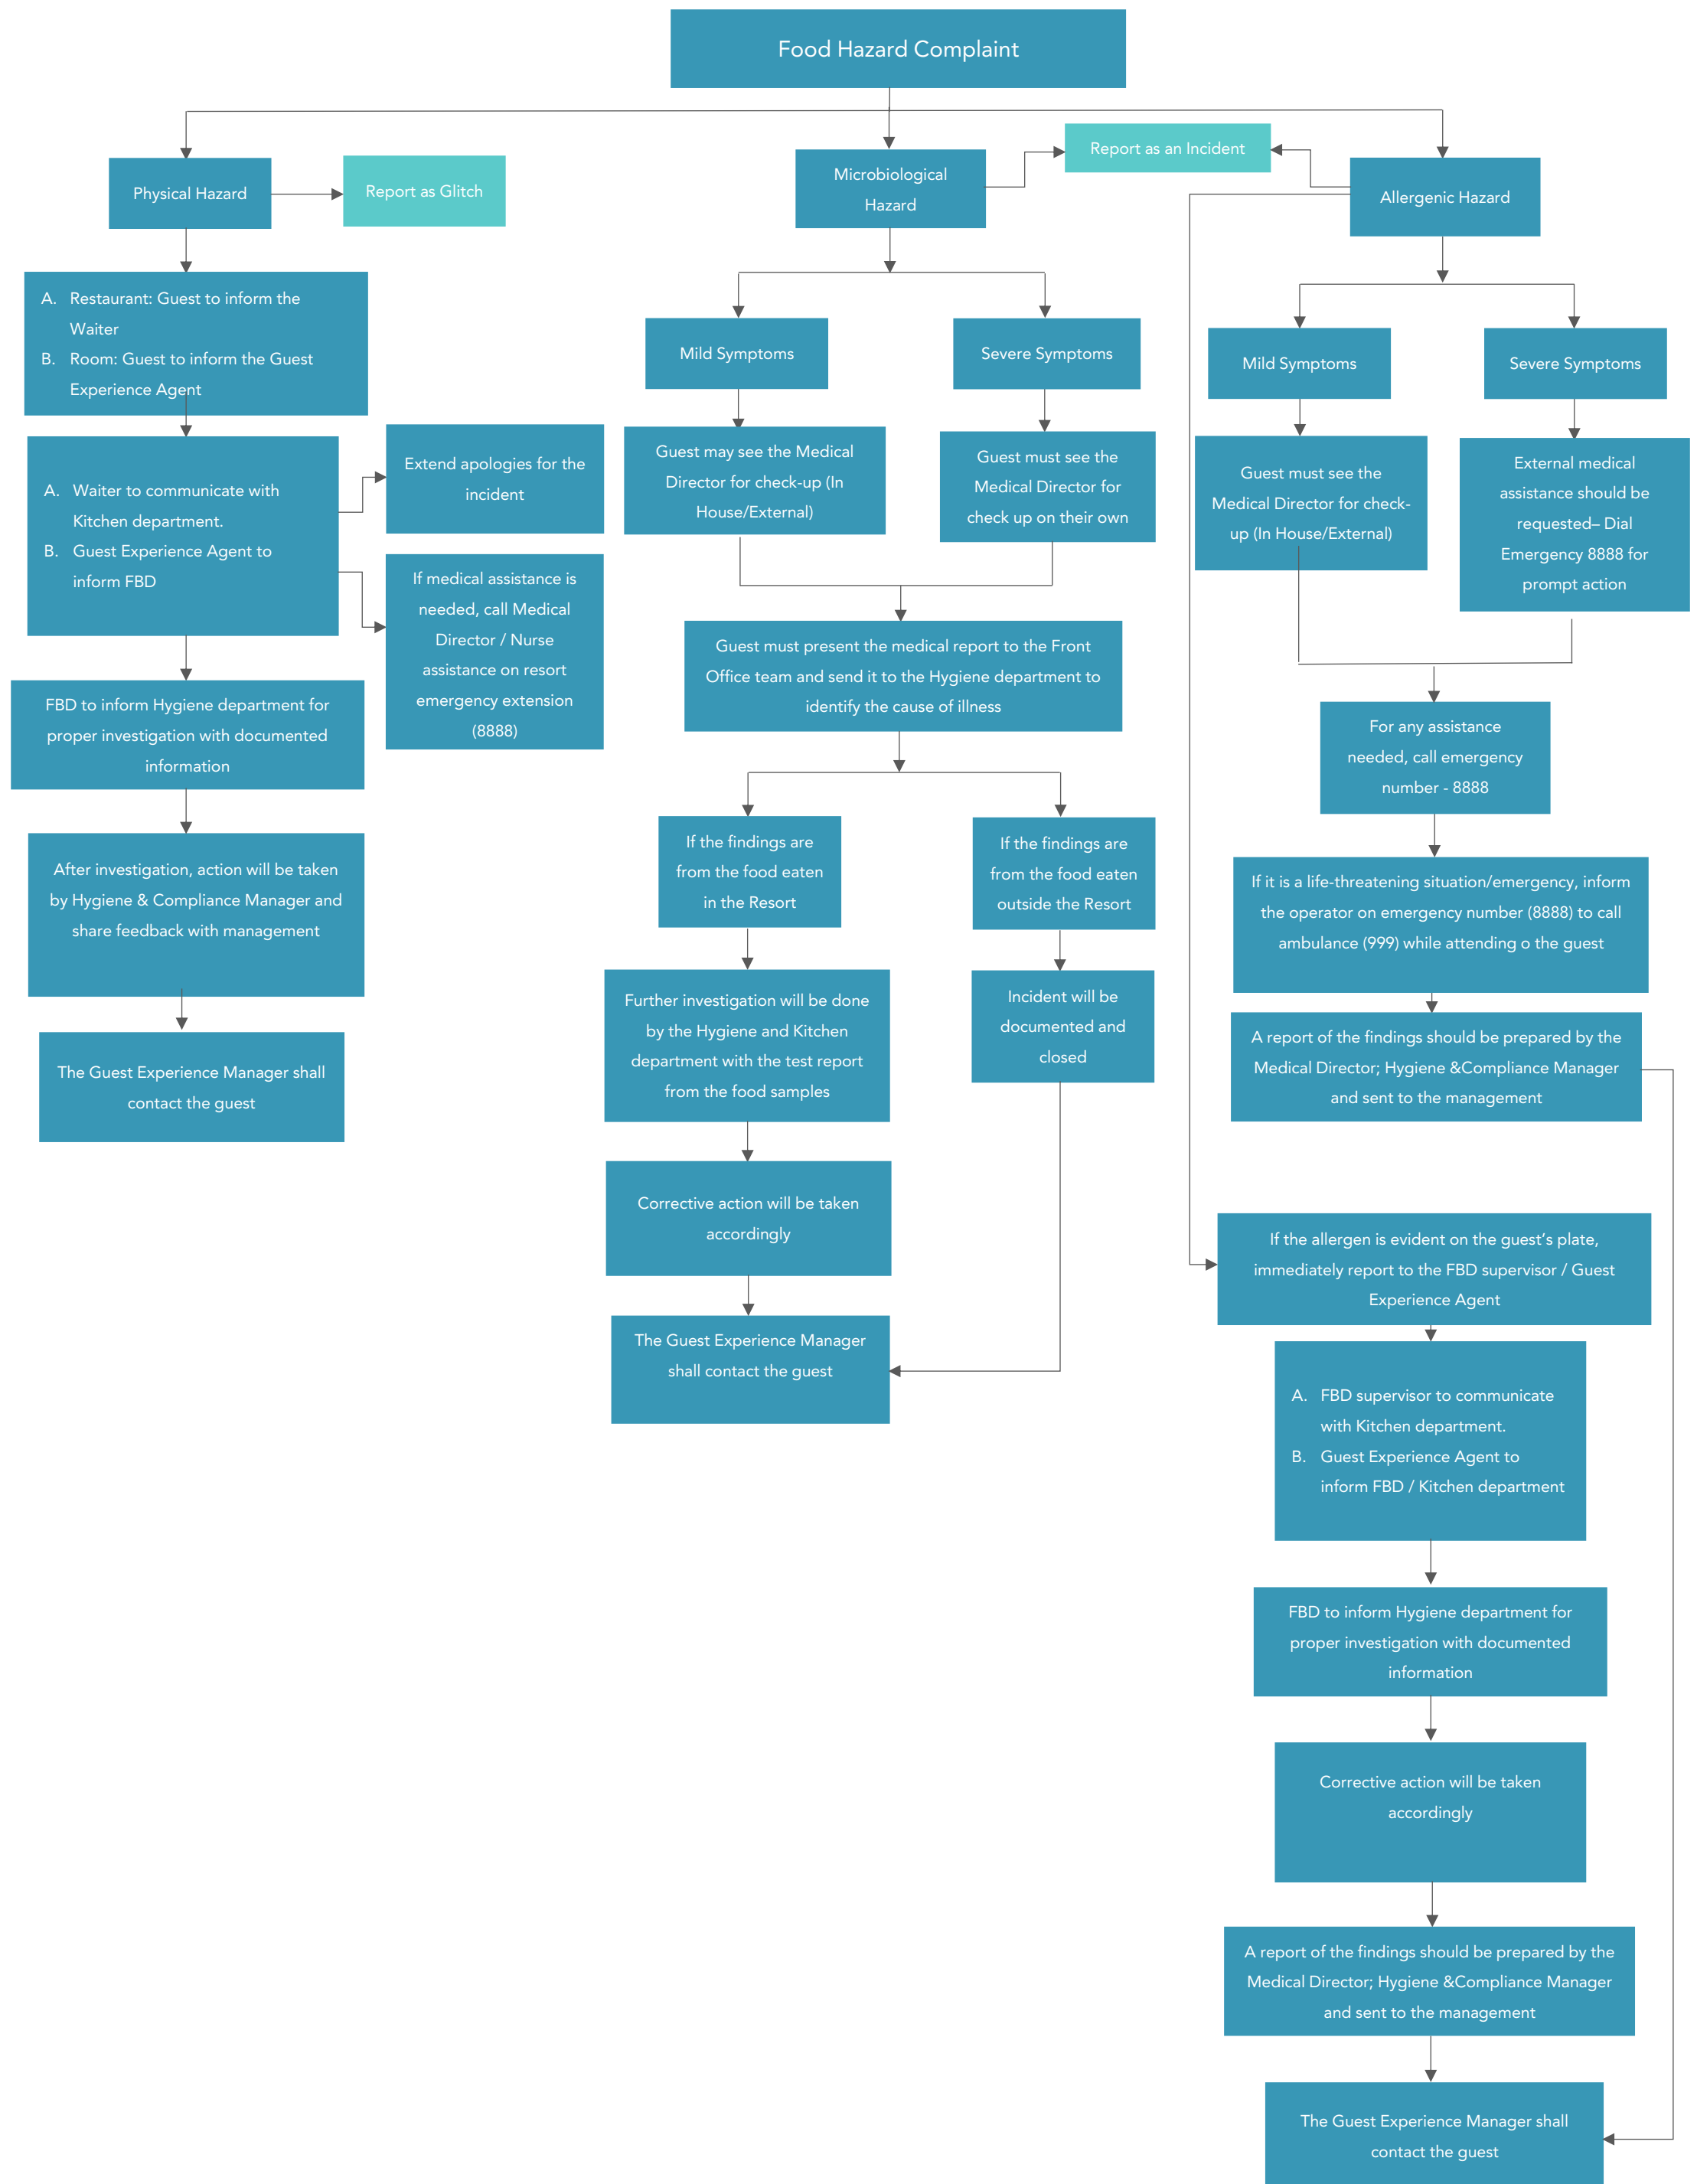 Food Hazard Complaint
Physical Hazard
Report as Glitch
A. Restaurant: Guest to inform the
Waiter
B. Room: Guest to inform the Guest
Experience Agent
A. Waiter to communicate with
Kitchen department.
B. Guest Experience Agent to
inform FBD
Extend apologies for the
incident
If medical assistance is
needed, call Medical
Director / Nurse
assistance on resort
emergency extension
(8888)
FBD to inform Hygiene department for
proper investigation with documented
information
After investigation, action will be taken
by Hygiene & Compliance Manager and
share feedback with management
The Guest Experience Manager shall
contact the guest
Microbiological
Hazard
Report as an Incident
Mild Symptoms
Severe Symptoms
Guest may see the Medical
Director for check-up (In
House/External)
Guest must see the
Medical Director for
check up on their own
Guest must present the medical report to the Front
Office team and send it to the Hygiene department to
identify the cause of illness
If the findings are
from the food eaten
in the Resort
If the findings are
from the food eaten
outside the Resort
Further investigation will be done
by the Hygiene and Kitchen
department with the test report
from the food samples
Incident will be
documented and
closed
Corrective action will be taken
accordingly
The Guest Experience Manager
shall contact the guest
Allergenic Hazard
Mild Symptoms
Severe Symptoms
Guest must see the
Medical Director for check-
up (In House/External)
External medical
assistance should be
requested– Dial
Emergency 8888 for
prompt action
For any assistance
needed, call emergency
number - 8888
If it is a life-threatening situation/emergency, inform
the operator on emergency number (8888) to call
ambulance (999) while attending o the guest
A report of the findings should be prepared by the
Medical Director; Hygiene &Compliance Manager
and sent to the management
If the allergen is evident on the guest’s plate,
immediately report to the FBD supervisor / Guest
Experience Agent
A. FBD supervisor to communicate
with Kitchen department.
B. Guest Experience Agent to
inform FBD / Kitchen department
FBD to inform Hygiene department for
proper investigation with documented
information
Corrective action will be taken
accordingly
A report of the findings should be prepared by the
Medical Director; Hygiene &Compliance Manager
and sent to the management
The Guest Experience Manager shall
contact the guest